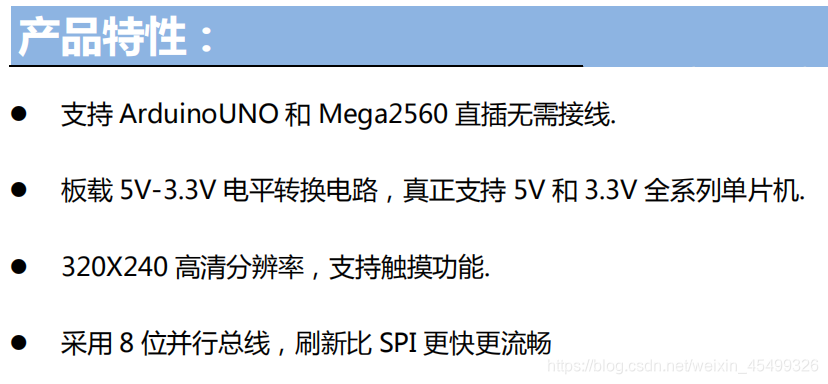 产品特性：
● 支持 ArduinoUNO 和 Mega2560 直插无需接线.
● 板载 5V-3.3V 电平转换电路，真正支持 5V 和 3.3V 全系列单片机.
● 320X240 高清分辨率，支持触摸功能.
● 采用 8 位并行总线，刷新比 SPI 更快更流畅
https://blog.csdn.net/weixin_45499326